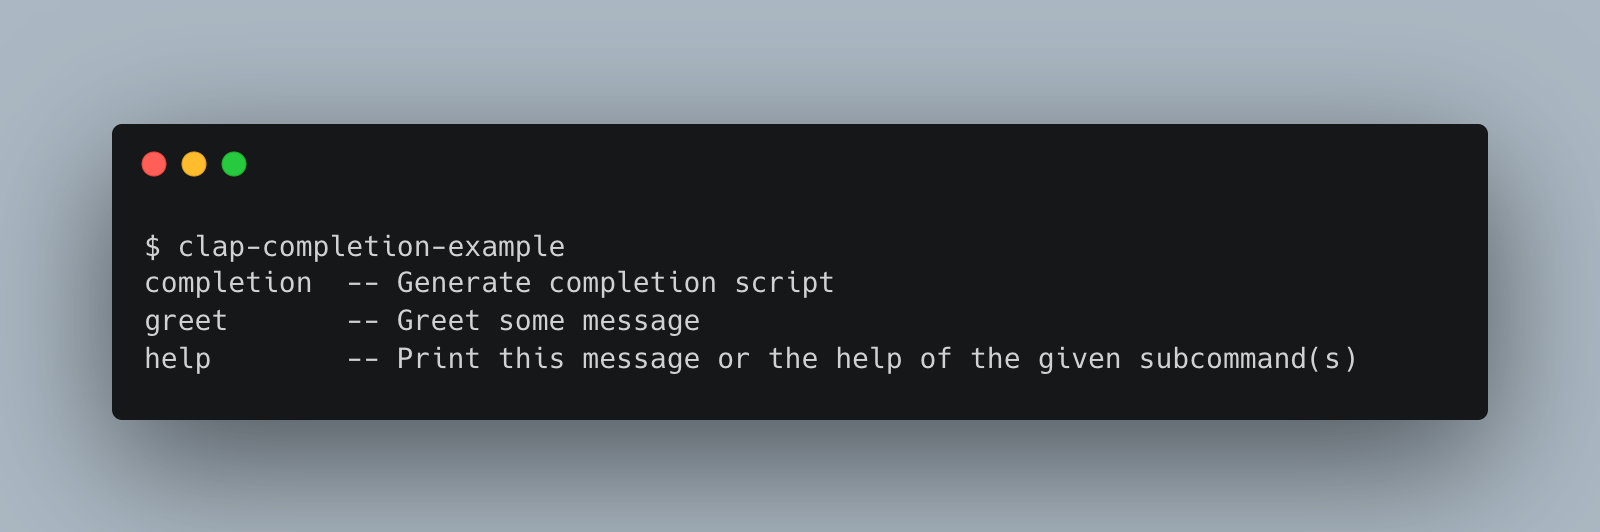 $ clap-completion-example
completion  -- Generate completion script
greet       -- Greet some message
help        -- Print this message or the help of the given subcommand(s)